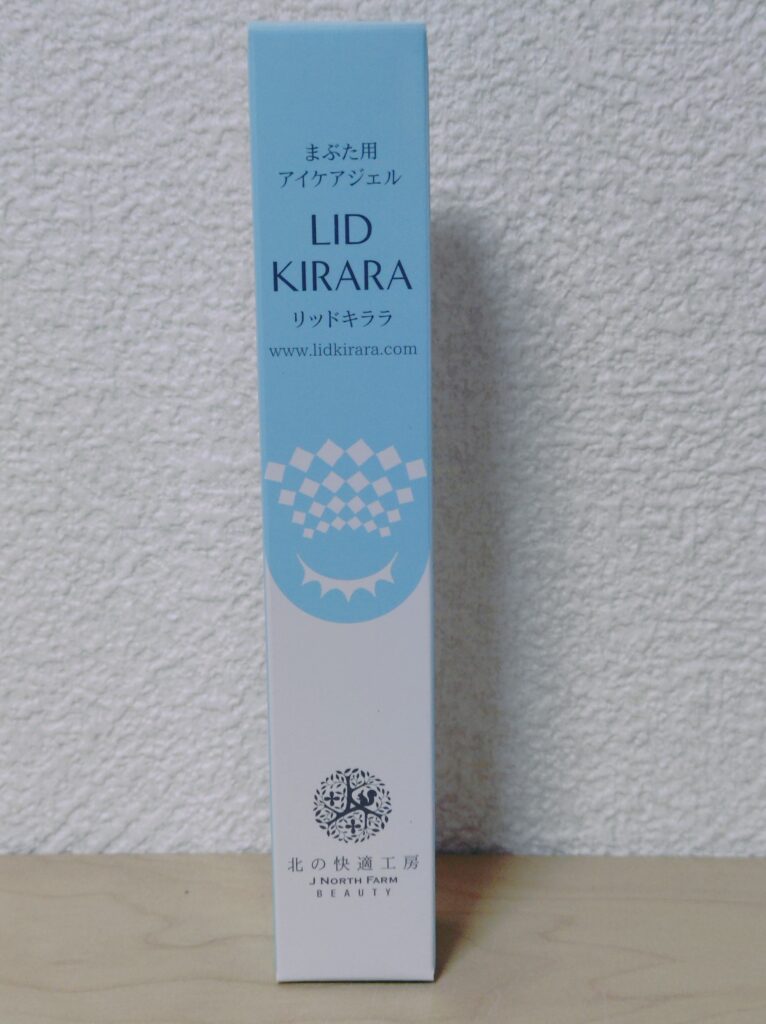 まぶた用
アイケアジェル
LID
KIRARA
リッドキララ
www.lidkirara.com
北の快適工房
J NORTH FARM
BEAUTY